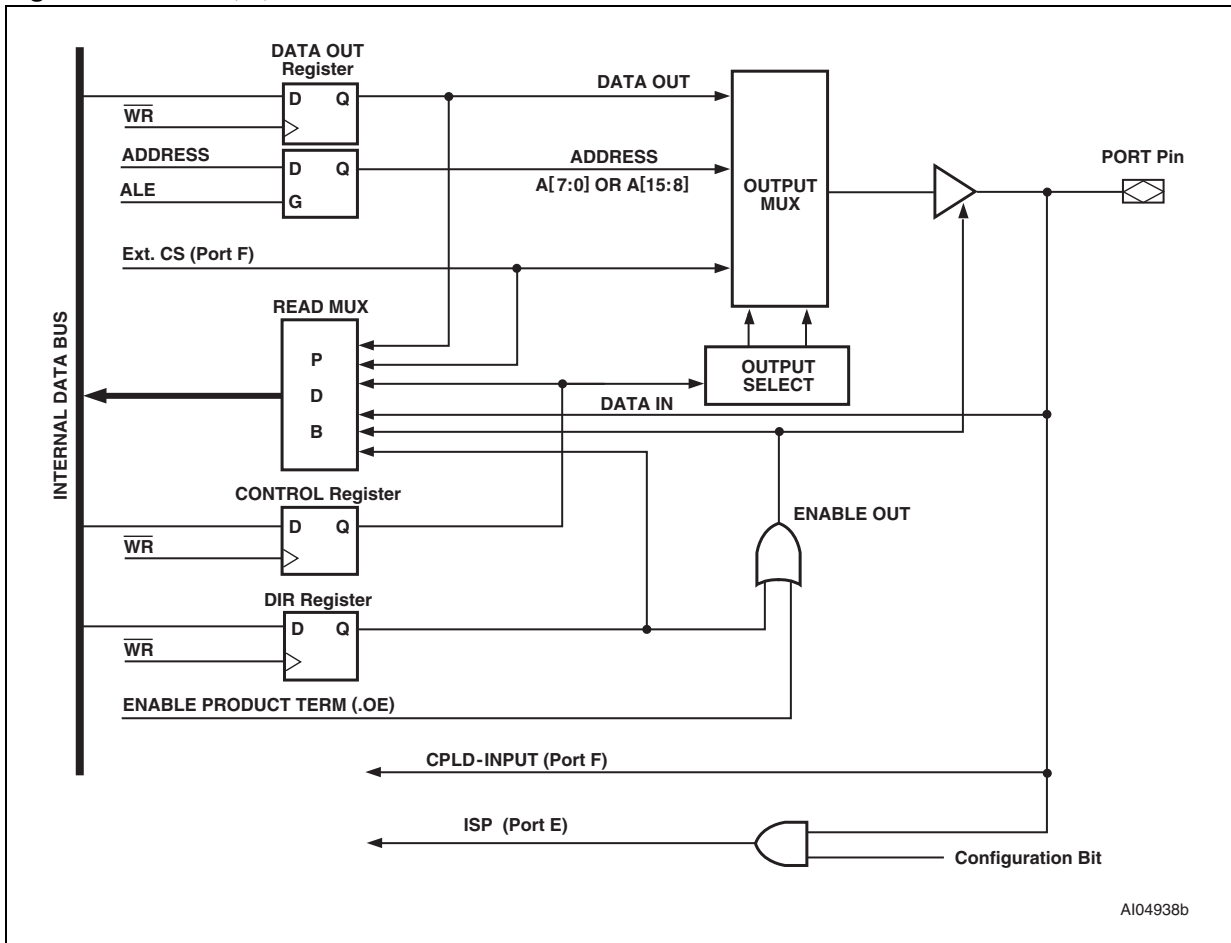 DATA OUT
Register
D Q
WR
DATA OUT
ADDRESS
ALE
D Q
G
ADDRESS
A[7:0] OR A[15:8]
OUTPUT
MUX
PORT Pin
Ext. CS (Port F)
READ MUX
P
D
B
OUTPUT
SELECT
DATA IN
INTERNAL DATA BUS
CONTROL Register
D Q
WR
ENABLE OUT
DIR Register
D Q
WR
ENABLE PRODUCT TERM (.OE)
CPLD-INPUT (Port F)
ISP (Port E)
Configuration Bit
AI04938b